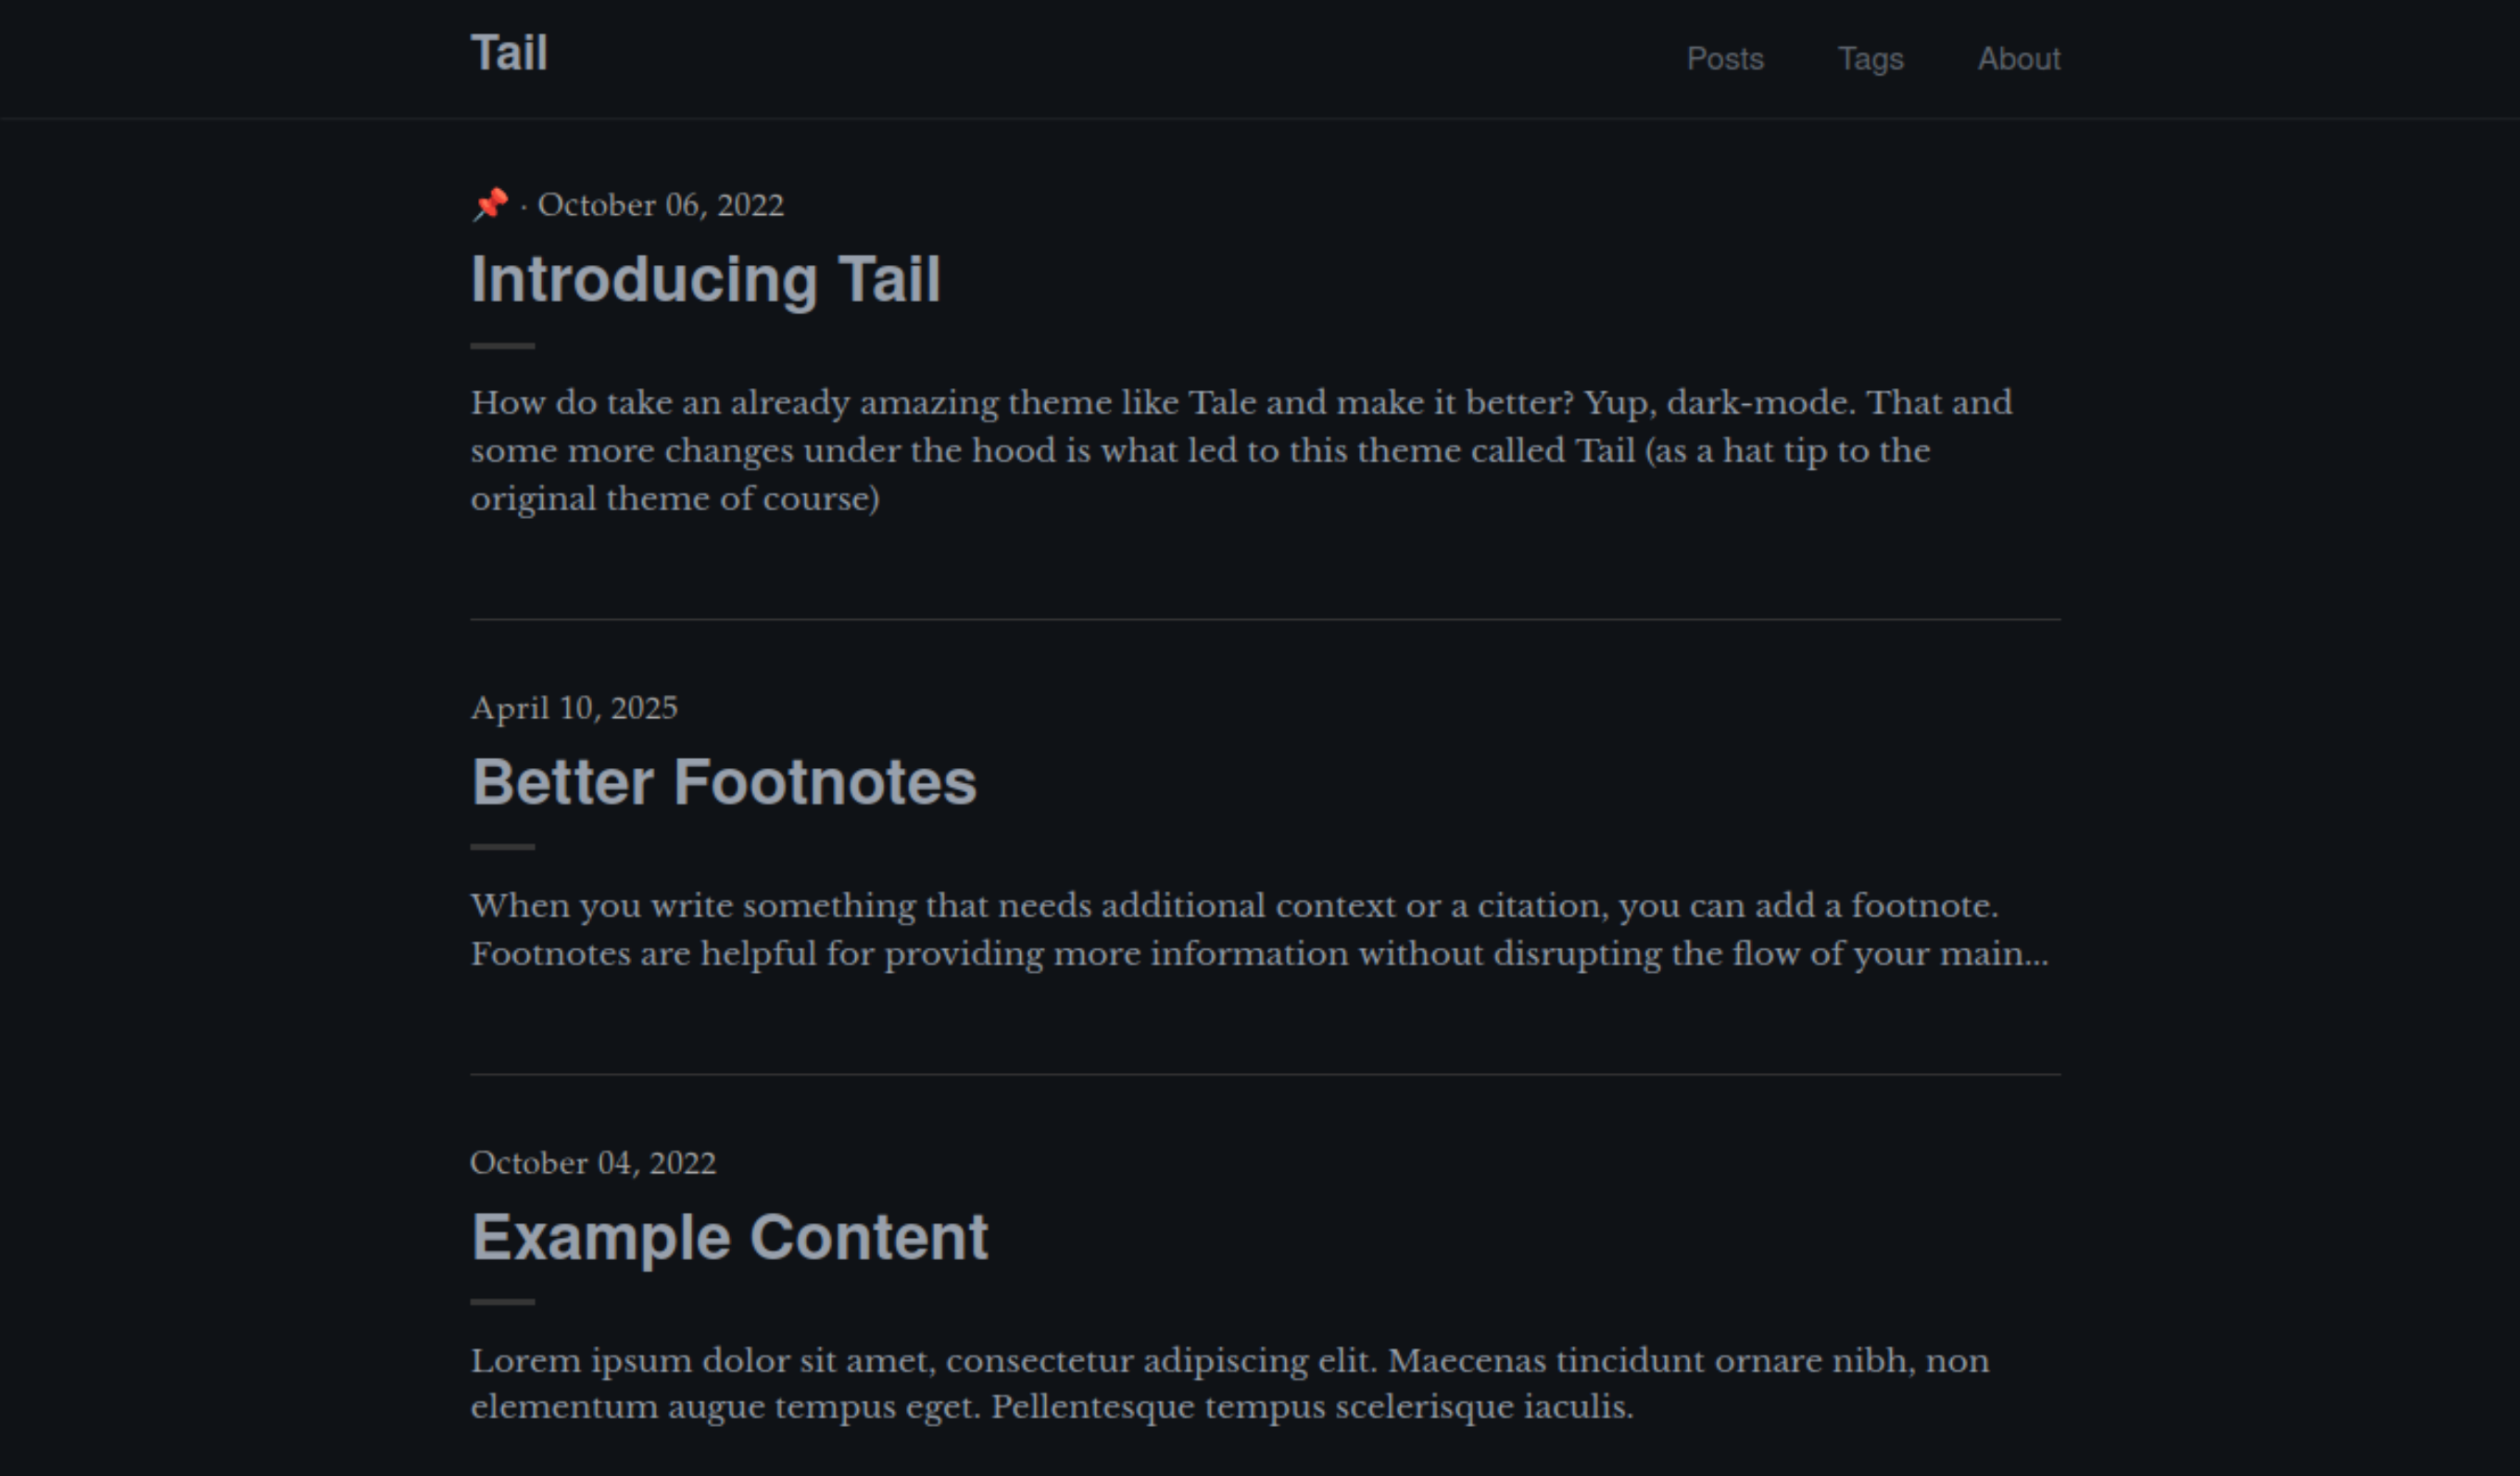 Tail
Posts Tags About
📌 · October 06, 2022
Introducing Tail
How do take an already amazing theme like Tale and make it better? Yup, dark-mode. That and
some more changes under the hood is what led to this theme called Tail (as a hat tip to the
original theme of course)
April 10, 2025
Better Footnotes
When you write something that needs additional context or a citation, you can add a footnote.
Footnotes are helpful for providing more information without disrupting the flow of your main...
October 04, 2022
Example Content
Lorem ipsum dolor sit amet, consectetur adipiscing elit. Maecenas tincidunt ornare nibh, non
elementum augue tempus eget. Pellentesque tempus scelerisque iaculis.